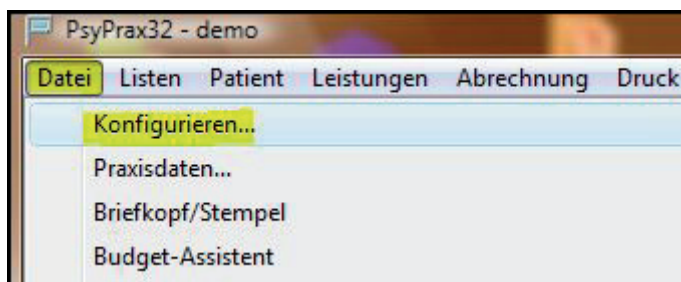 PsyPrax32 - demo
Datei Listen Patient Leistungen Abrechnung Druck
Konfigurieren...
Praxisdaten...
Briefkopf/Stempel
Budget-Assistent